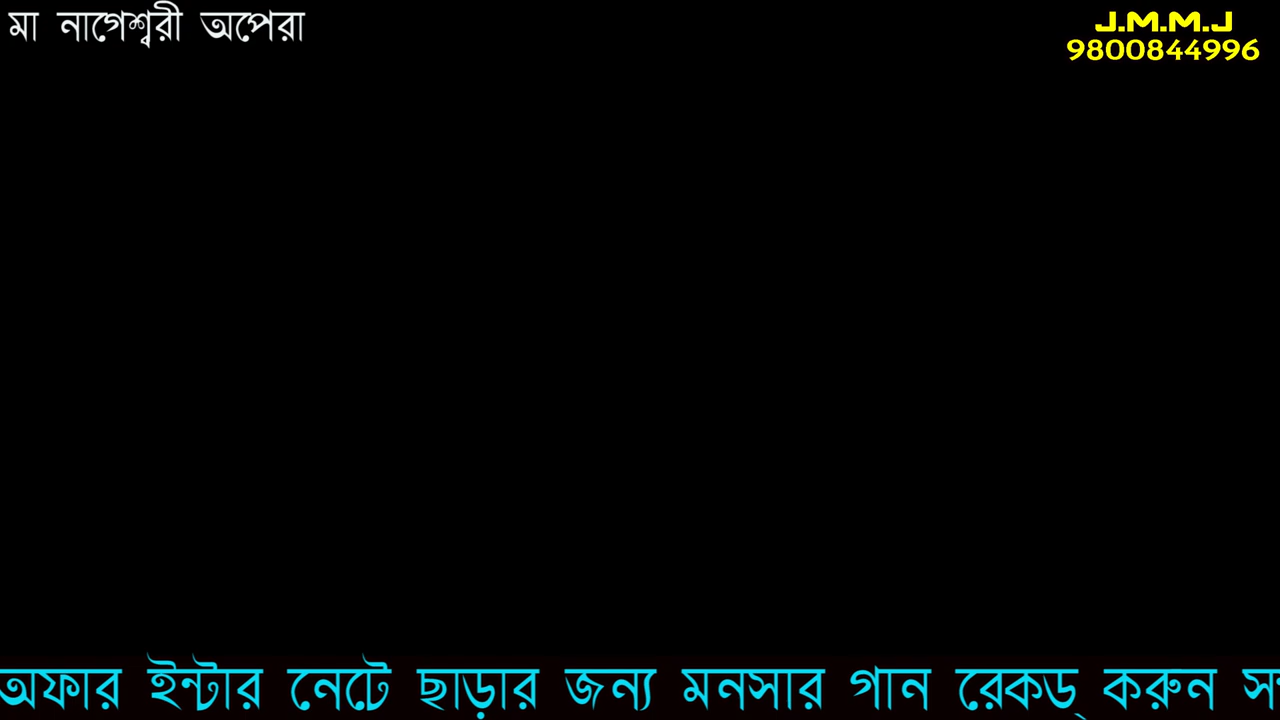 মা নাগেশ্বরী অপেরা
J.M.M.J
9800844996
অফার ইন্টার নেটে ছাড়ার জন্য মনসার গান রেকড্ করুন